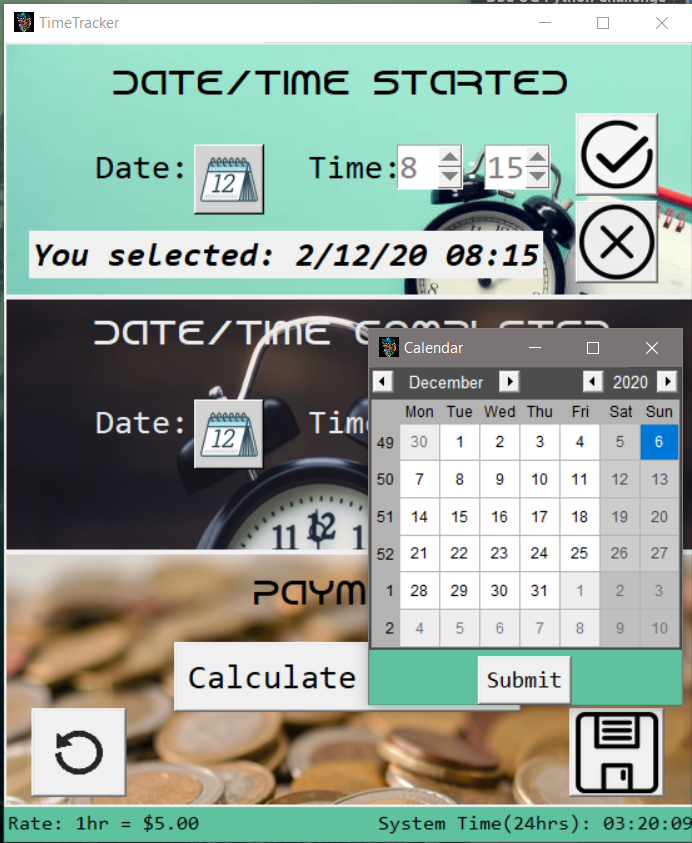 TimeTracker
DATE/TIME STARTED
Date: 12 Time: 8 : 15
You selected: 2/12/20 08:15
DATE/TIME COMPLETED
Date: 12
11 12
Calendar
December 2020
Mon Tue Wed Thu Fri Sat Sun
49 30 1 2 3 4 5 6
50 7 8 9 10 11 12 13
51 14 15 16 17 18 19 20
52 21 22 23 24 25 26 27
1 28 29 30 31 1 2 3
2 4 5 6 7 8 9 10
Submit
PAYM
Calculate
Rate: 1hr = $5.00 System Time(24hrs): 03:20:09